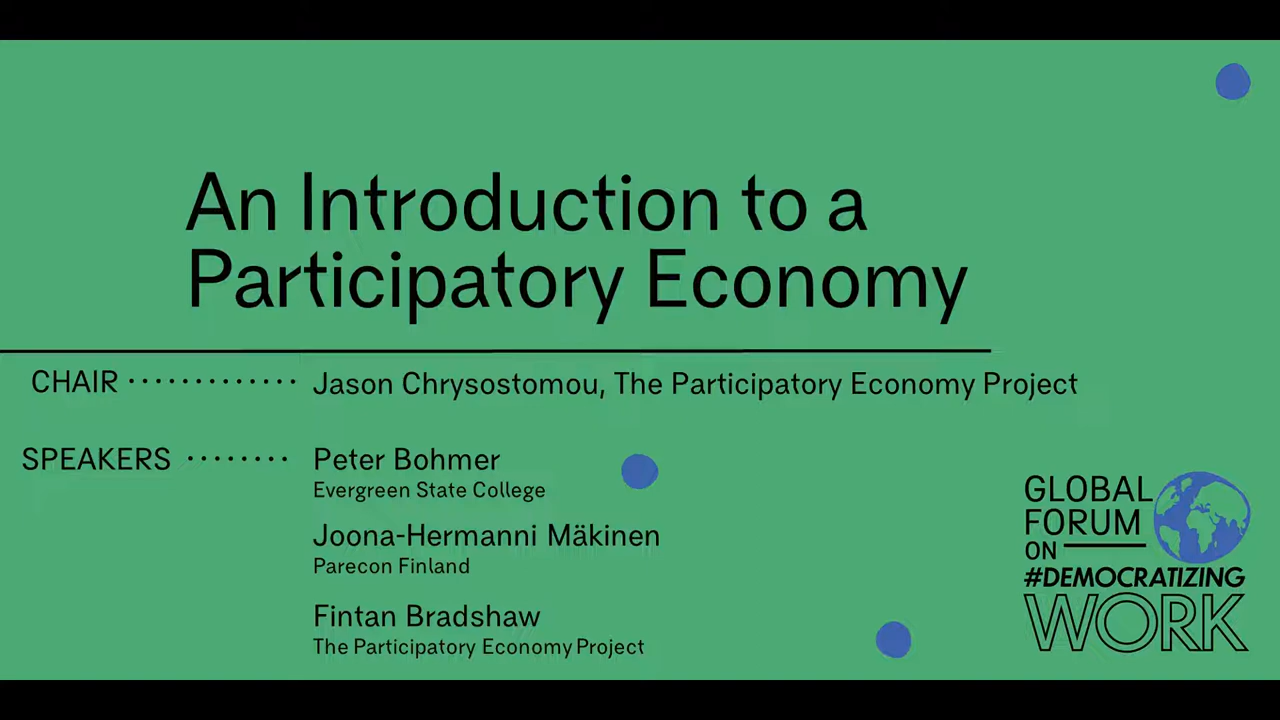 An Introduction to a
Participatory Economy
CHAIR ············· Jason Chrysostomou, The Participatory Economy Project
SPEAKERS ········ Peter Bohmer
Evergreen State College
Joona-Hermanni Mäkinen
Parecon Finland
Fintan Bradshaw
The Participatory Economy Project
GLOBAL
FORUM
ON
#DEMOCRATIZING
WORK